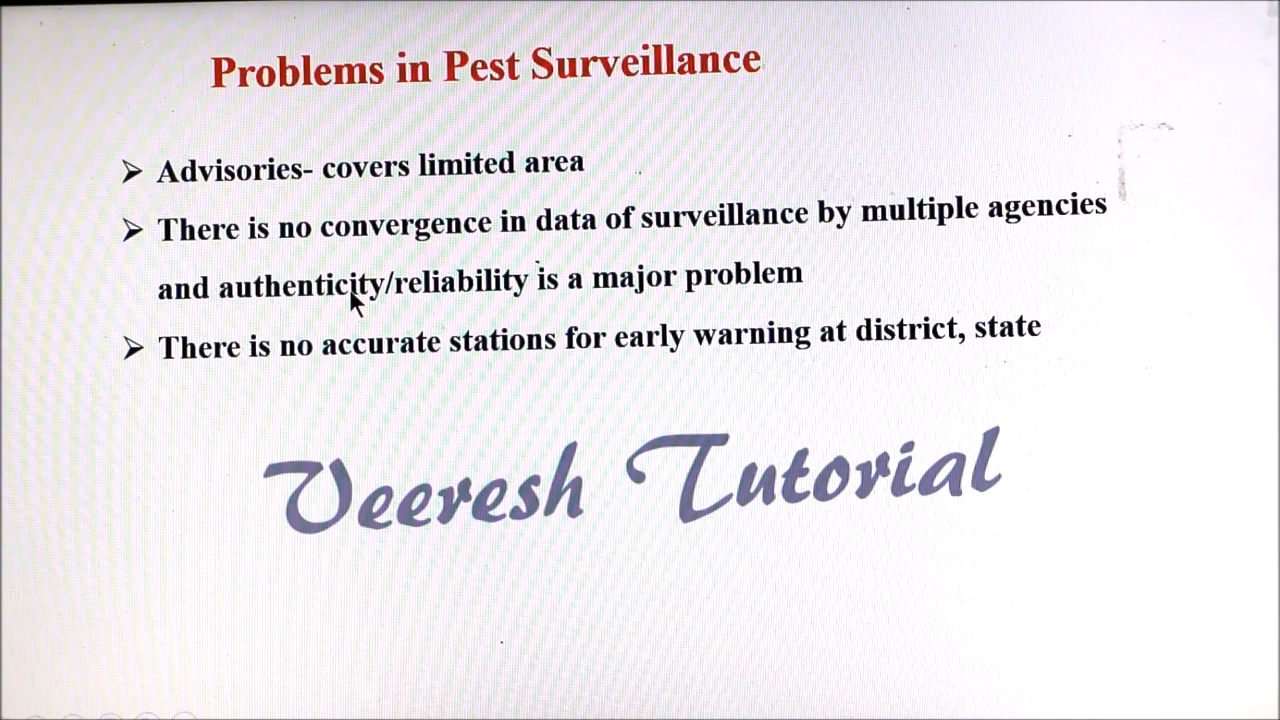 Problems in Pest Surveillance
➢ Advisories- covers limited area
➢ There is no convergence in data of surveillance by multiple agencies
and authenticity/reliability is a major problem
➢ There is no accurate stations for early warning at district, state
Veeresh Tutorial